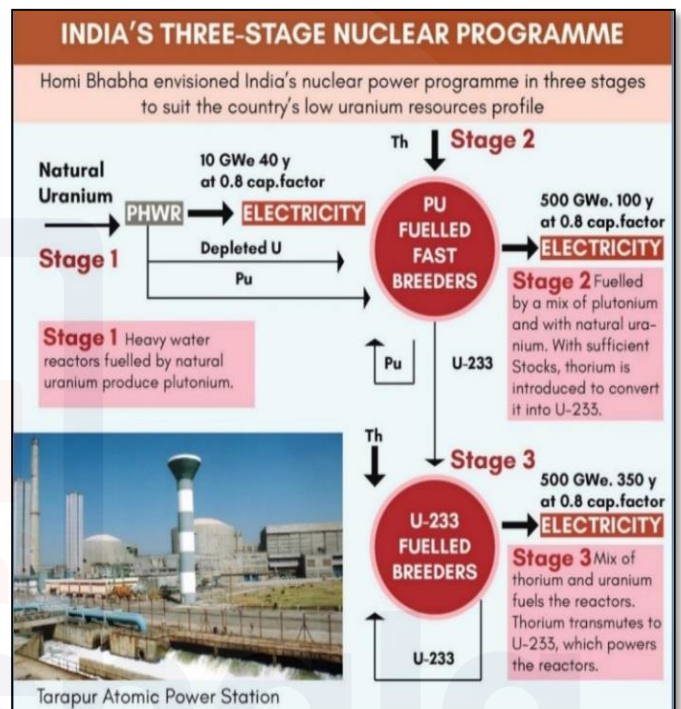 INDIA'S THREE-STAGE NUCLEAR PROGRAMME
Homi Bhabha envisioned India's nuclear power programme in three stages
to suit the country's low uranium resources profile
Natural
Uranium
Stage 1
PHWR
10 GWe 40 y
at 0.8 cap.factor
ELECTRICITY
Depleted U
Pu
Th
Stage 2
PU
FUELLED
FAST
BREEDERS
500 GWe. 100 y
at 0.8 cap.factor
ELECTRICITY
Stage 1 Heavy water
reactors fuelled by natural
uranium produce plutonium.
Stage 2 Fuelled
by a mix of plutonium
and with natural ura-
nium. With sufficient
Stocks, thorium is
introduced to convert
it into U-233.
Pu
U-233
Th
Stage 3
U-233
FUELLED
BREEDERS
500 GWe. 350 y
at 0.8 cap.factor
ELECTRICITY
Stage 3 Mix of
thorium and uranium
fuels the reactors.
Thorium transmutes to
U-233, which powers
the reactors.
U-233
Tarapur Atomic Power Station